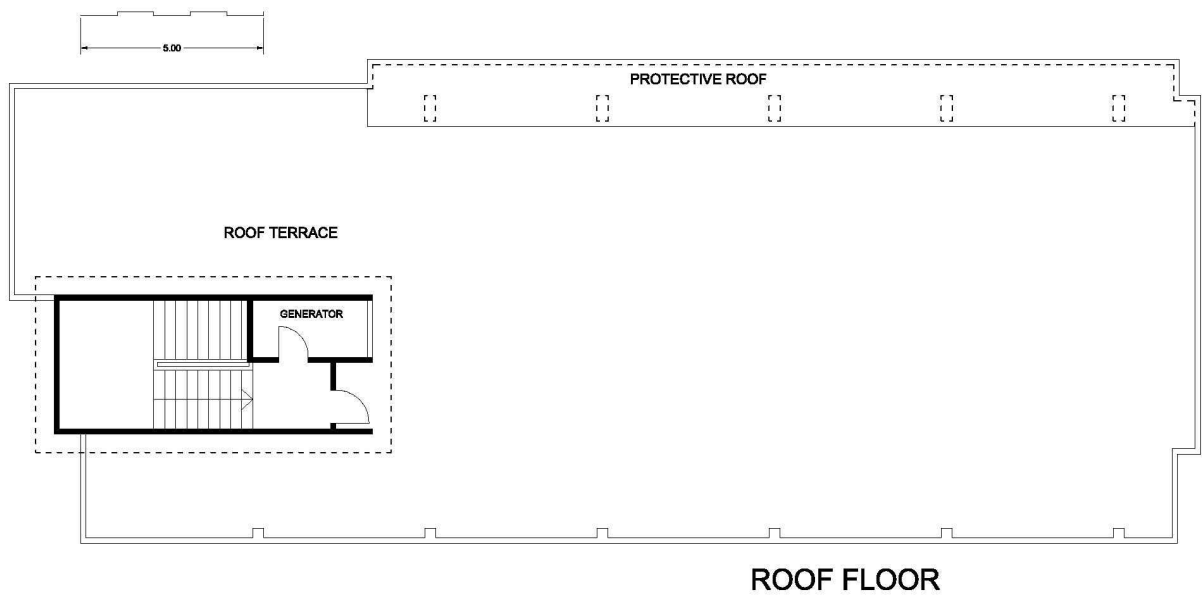 5.00
PROTECTIVE ROOF
ROOF TERRACE
GENERATOR
ROOF FLOOR